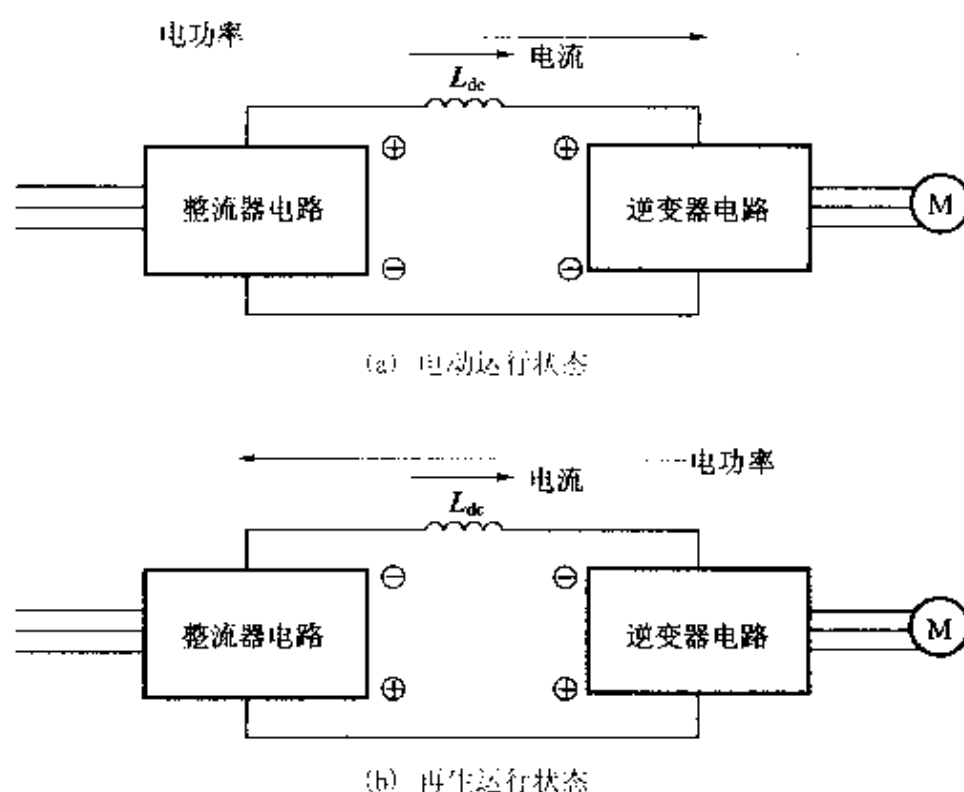 电功率
电流
L_dc
⊕ ⊕
整流器电路 逆变器电路 M
⊖ ⊖
(a) 电动运行状态
电功率
电流
L_dc
⊖ ⊖
整流器电路 逆变器电路 M
⊕ ⊕
(b) 再生运行状态